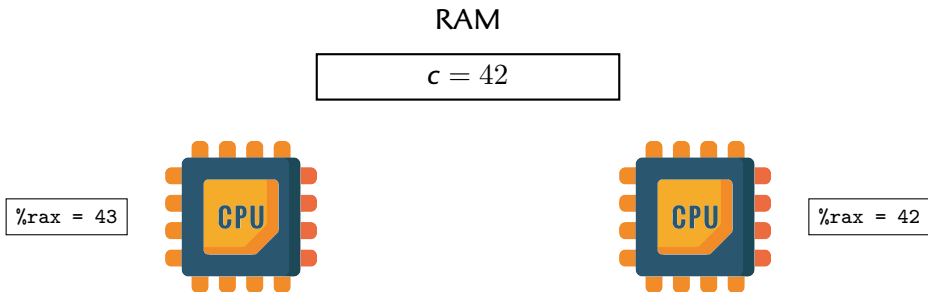 RAM
c = 42
%rax = 43
CPU
CPU
%rax = 42